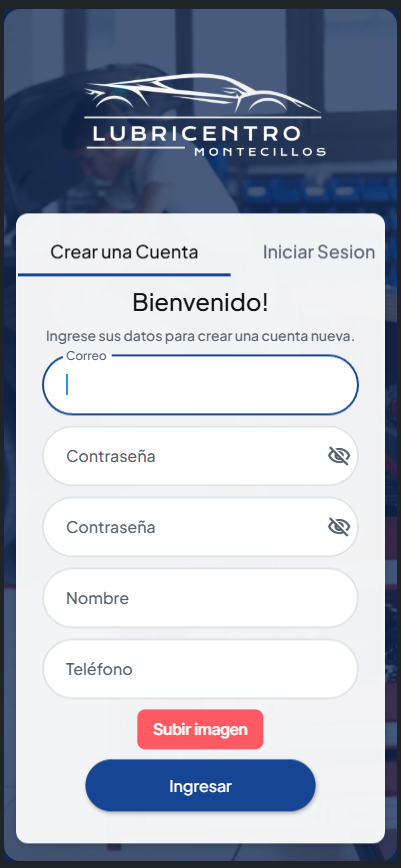 LUBRICENTRO
MONTECILLOS
Crear una Cuenta
Iniciar Sesion
Bienvenido!
Ingrese sus datos para crear una cuenta nueva.
Correo
Contraseña
Contraseña
Nombre
Teléfono
Subir imagen
Ingresar